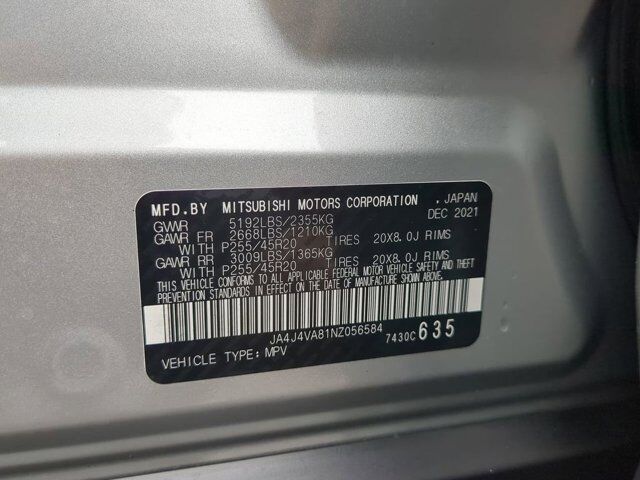 MFD.BY MITSUBISHI MOTORS CORPORATION , JAPAN
GVWR 5192LBS/2355KG DEC 2021
GAWR FR 2668LBS/1210KG
WITH P255/45R20 TIRES 20X8.0J RIMS
GAWR RR 3009LBS/1365KG
WITH P255/45R20 TIRES 20X8.0J RIMS
THIS VEHICLE CONFORMS TO ALL APPLICABLE FEDERAL MOTOR VEHICLE SAFETY AND THEFT
PREVENTION STANDARDS IN EFFECT ON THE DATE OF MANUFACTURE SHOWN ABOVE.
JA4J4VA81NZ056584 7430C635
VEHICLE TYPE: MPV